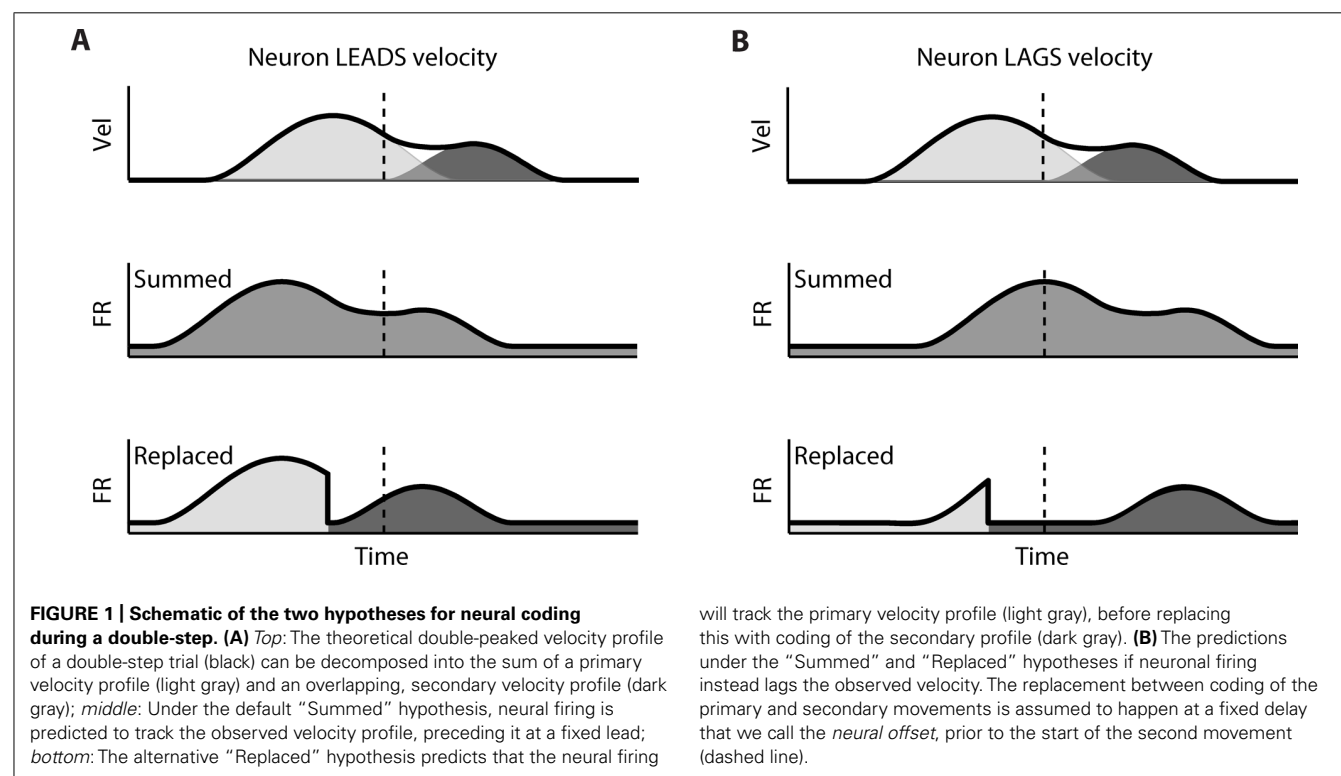 A
Neuron LEADS velocity
Vel
Summed
FR
Replaced
FR
Time
B
Neuron LAGS velocity
Vel
Summed
FR
Replaced
FR
Time
FIGURE 1 | Schematic of the two hypotheses for neural coding
during a double-step. (A) Top: The theoretical double-peaked velocity profile
of a double-step trial (black) can be decomposed into the sum of a primary
velocity profile (light gray) and an overlapping, secondary velocity profile (dark
gray); middle: Under the default “Summed” hypothesis, neural firing is
predicted to track the observed velocity profile, preceding it at a fixed lead;
bottom: The alternative “Replaced” hypothesis predicts that the neural firing
will track the primary velocity profile (light gray), before replacing
this with coding of the secondary profile (dark gray). (B) The predictions
under the “Summed” and “Replaced” hypotheses if neuronal firing
instead lags the observed velocity. The replacement between coding of the
primary and secondary movements is assumed to happen at a fixed delay
that we call the neural offset, prior to the start of the second movement
(dashed line).